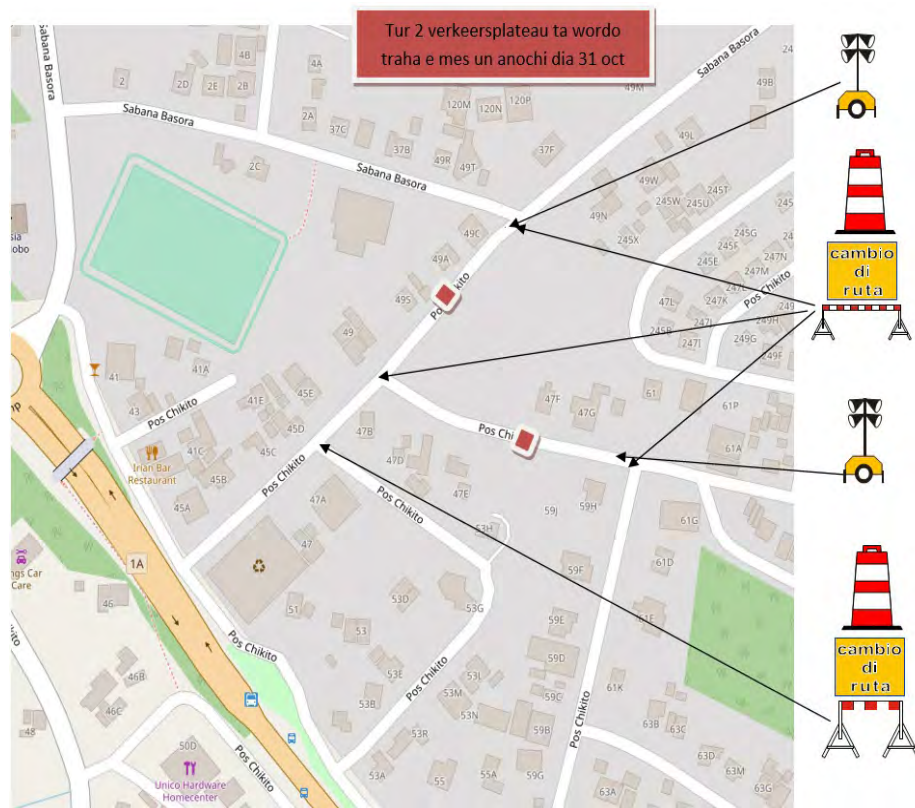 Tur 2 verkeersplateau ta wordo
traha e mes un anochi dia 31 oct
Sabana Basora
Sabana Basora
4B
4A
2
2D
2E
2B
2A
37C
37B
120M
120N
120P
49M
49B
Sabana Basora
49R
49T
37F
49L
2C
Sabana Basora
49W
245T
245W
245U
49N
245X
245G
245F
245E
247N
247M
49C
49A
49S
Pos Chikito
47L
247K
247J
247I
245B
249H
249G
249F
49
41
41A
43
Pos Chikito
41E
45E
45D
45C
41C
45B
45A
Irian Bar
Restaurant
47B
47F
47G
61
61P
61A
47D
47E
Pos Chikito
Pos Chikito
47A
47
59J
59H
53H
61G
1A
59F
61D
46
51
53D
53G
53
59E
61F
Pos Chikito
59D
53E
53L
Pos Chikito
46B
46C
48
53B
53M
53N
59C
59B
61K
63B
63C
Pos Chikito
50D
Pos Chikito
53A
55
55A
59G
63A
63D
63M
63G
Unico Hardware
Homecenter
cambio
di
ruta
cambio
di
ruta